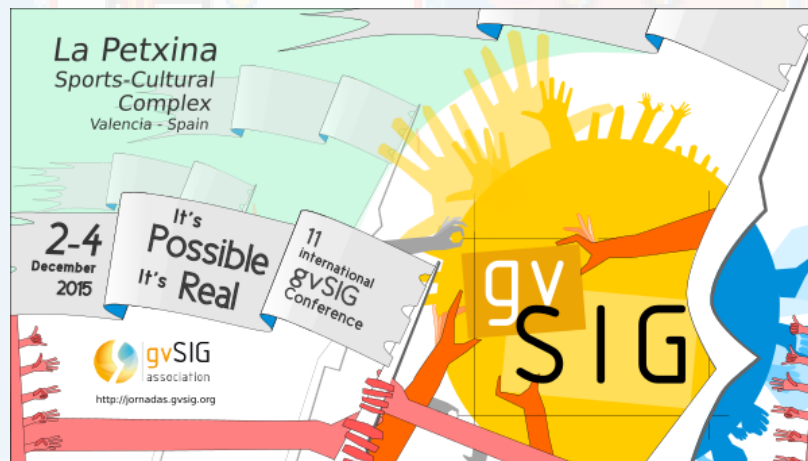 La Petxina
Sports-Cultural
Complex
Valencia - Spain
2-4
December
2015
It's
Possible
It's Real
11
international
gvSIG
Conference
gvSIG
association
http://jornadas.gvsig.org
gv
SIG